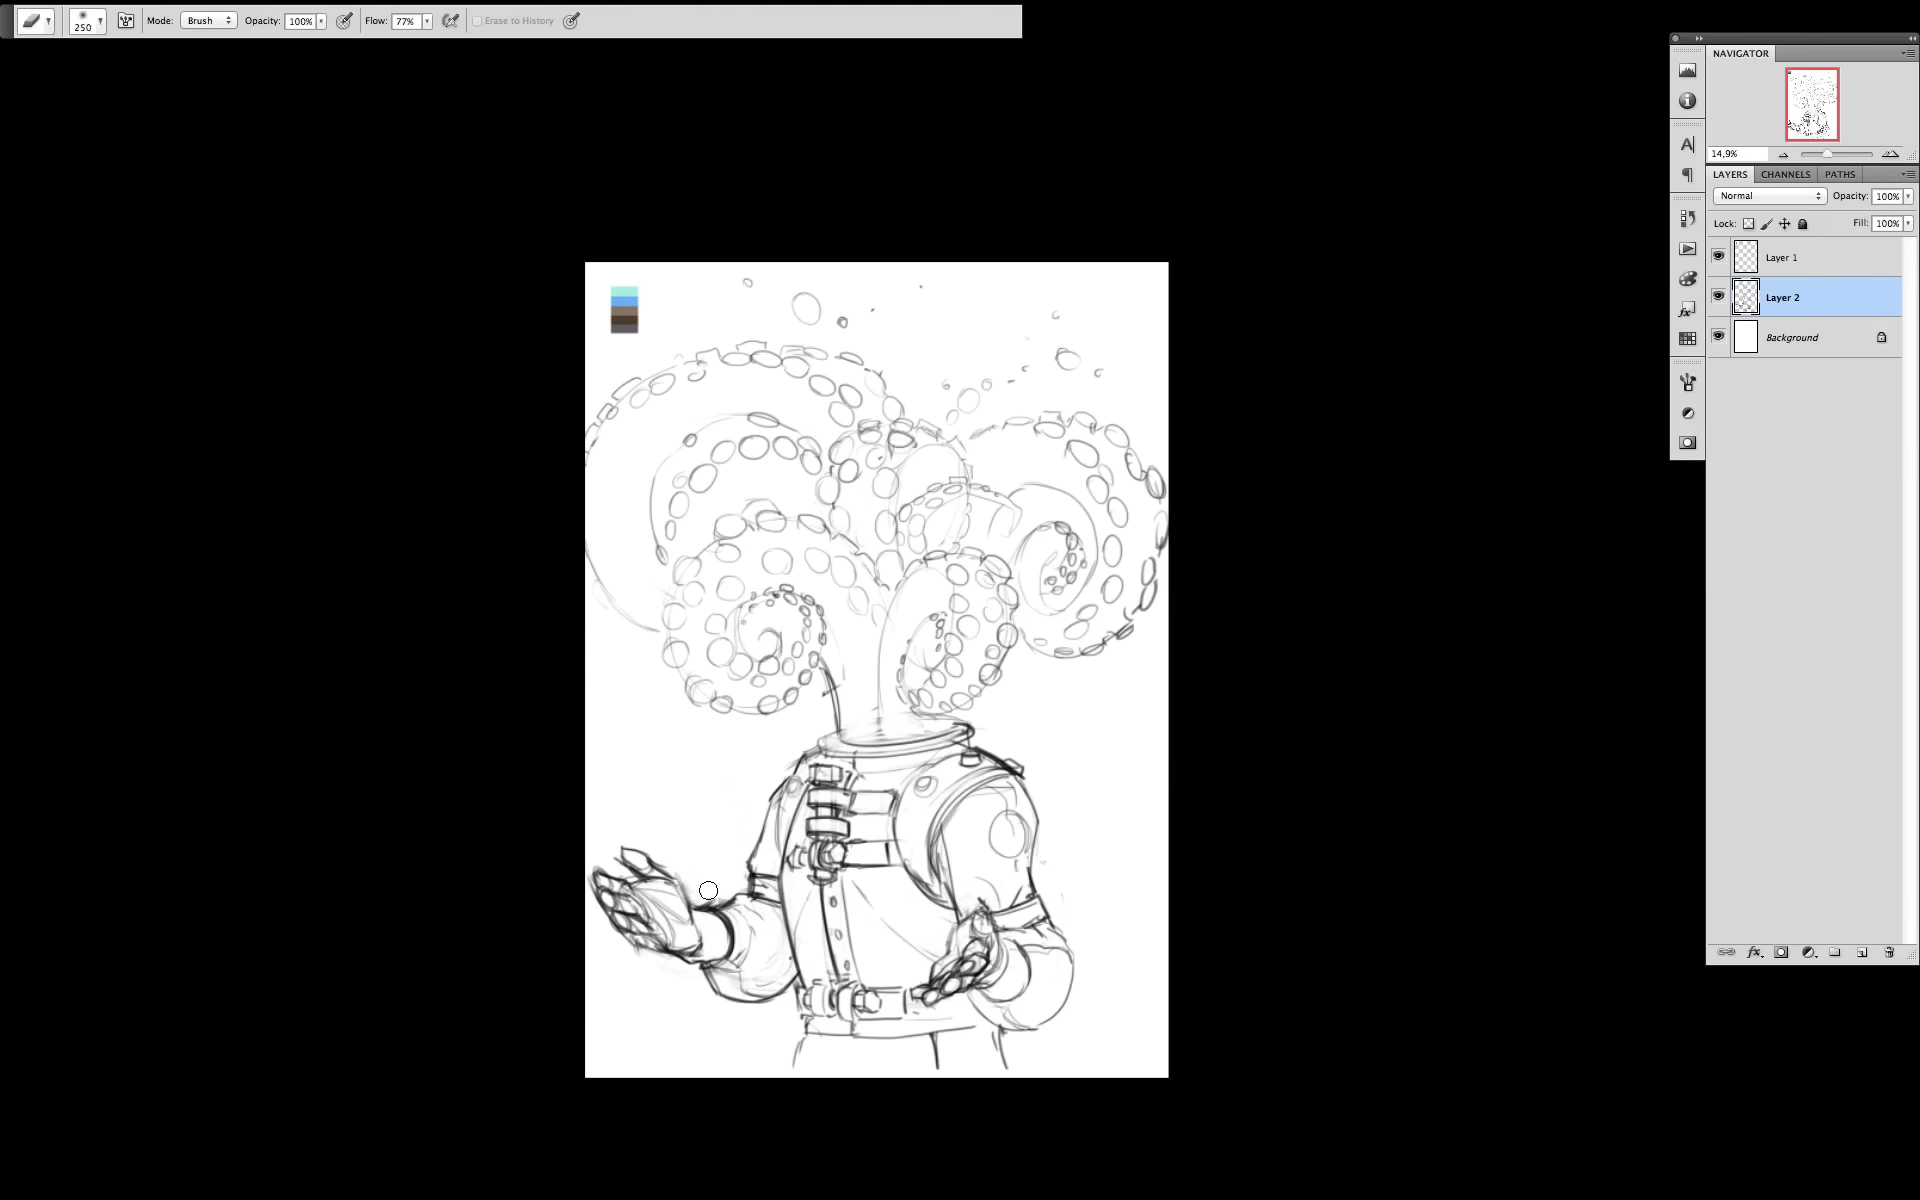 250 Mode: Brush Opacity: 100% Flow: 77% Erase to History
NAVIGATOR
14,9%
LAYERS CHANNELS PATHS
Normal Opacity: 100%
Lock: Fill: 100%
Layer 1
Layer 2
Background